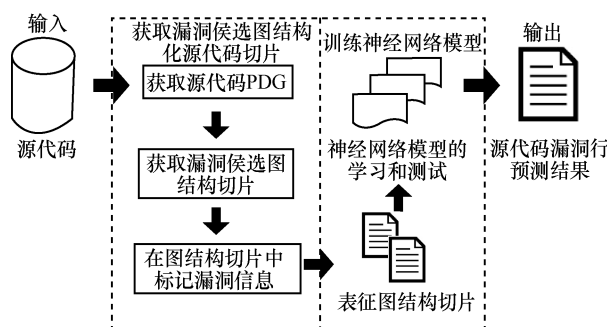 输入
源代码
获取漏洞侯选图结构
化源代码切片
获取源代码PDG
获取漏洞侯选图
结构切片
在图结构切片中
标记漏洞信息
训练神经网络模型
神经网络模型的
学习和测试
表征图结构切片
输出
源代码漏洞行
预测结果